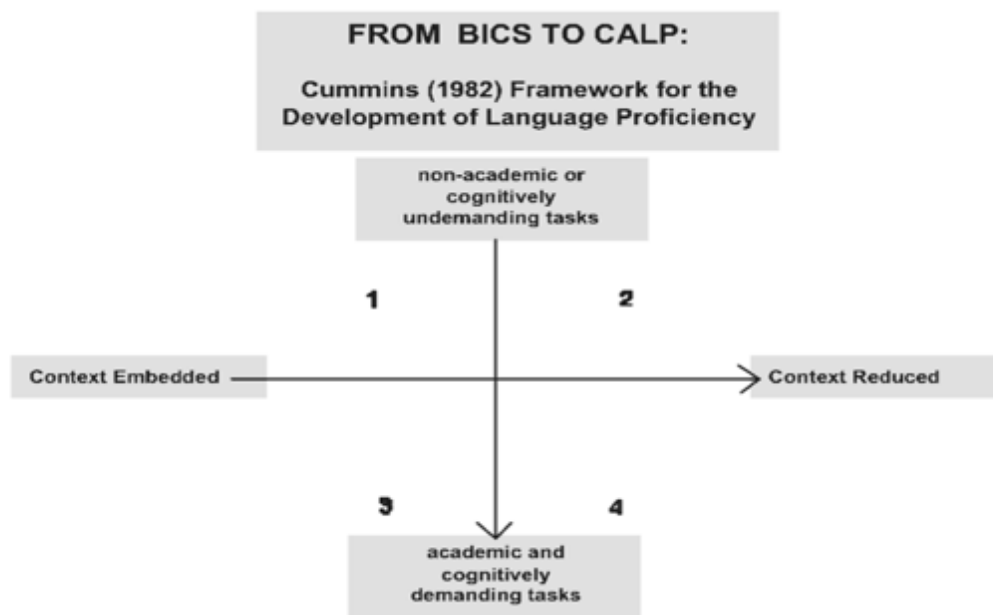 FROM BICS TO CALP:
Cummins (1982) Framework for the
Development of Language Proficiency
non-academic or
cognitively
undemanding tasks
1
2
Context Embedded
Context Reduced
3
4
academic and
cognitively
demanding tasks